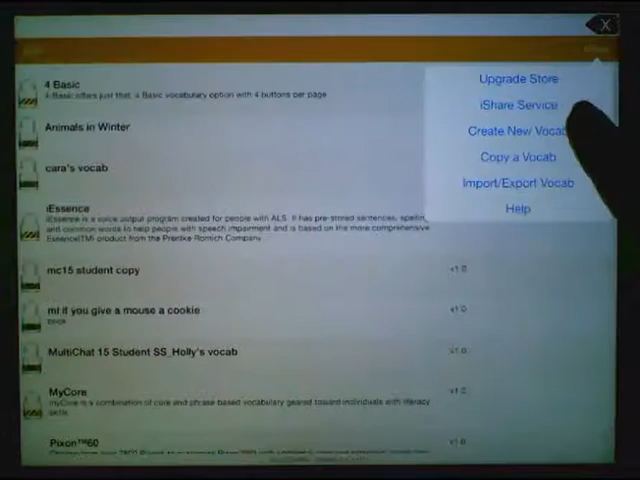 X
Menu
4 Basic
4-Basic offers just that, a Basic vocabulary option with 4 buttons per page
Animals in Winter
cara's vocab
iEssence
iEssence is a voice output program created for people with ALS. It has pre-stored sentences, spelling,
and common words to help people with speech impairment and is based on the more comprehensive
Essence(TM) product from the Prentke Romich Company
mc15 student copy
v1.0
ml if you give a mouse a cookie
v1.0
book
MultiChat 15 Student SS_Holly's vocab
v1.0
MyCore
v1.0
myCore is a combination of core and phrase based vocabulary geared toward individuals with literacy
skills
Pixon™60
v1.0
Upgrade Store
iShare Service
Create New Vocab
Copy a Vocab
Import/Export Vocab
Help